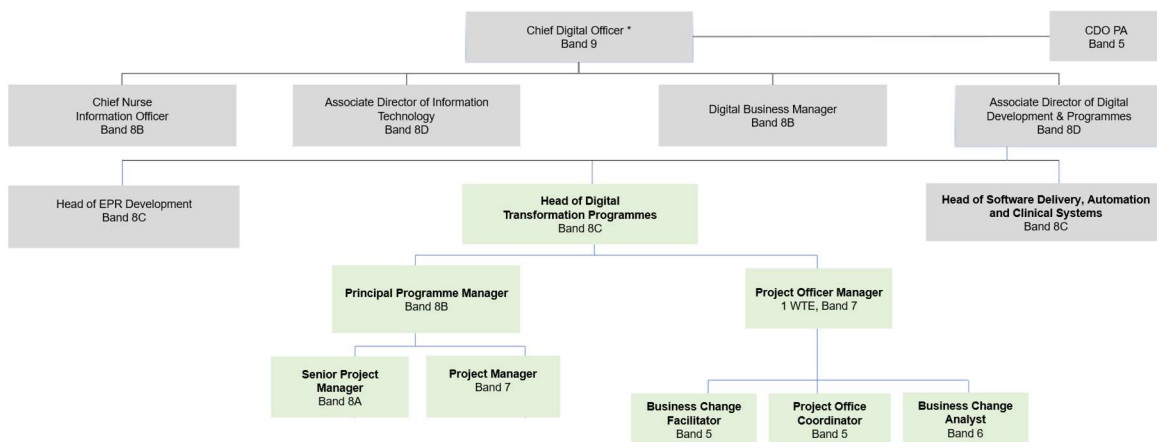 Chief Digital Officer *
Band 9
CDO PA
Band 5
Chief Nurse
Information Officer
Band 8B
Associate Director of Information
Technology
Band 8D
Digital Business Manager
Band 8B
Associate Director of Digital
Development & Programmes
Band 8D
Head of EPR Development
Band 8C
Head of Digital
Transformation Programmes
Band 8C
Head of Software Delivery, Automation
and Clinical Systems
Band 8C
Principal Programme Manager
Band 8B
Project Officer Manager
1 WTE, Band 7
Senior Project
Manager
Band 8A
Project Manager
Band 7
Business Change
Facilitator
Band 5
Project Office
Coordinator
Band 5
Business Change
Analyst
Band 6